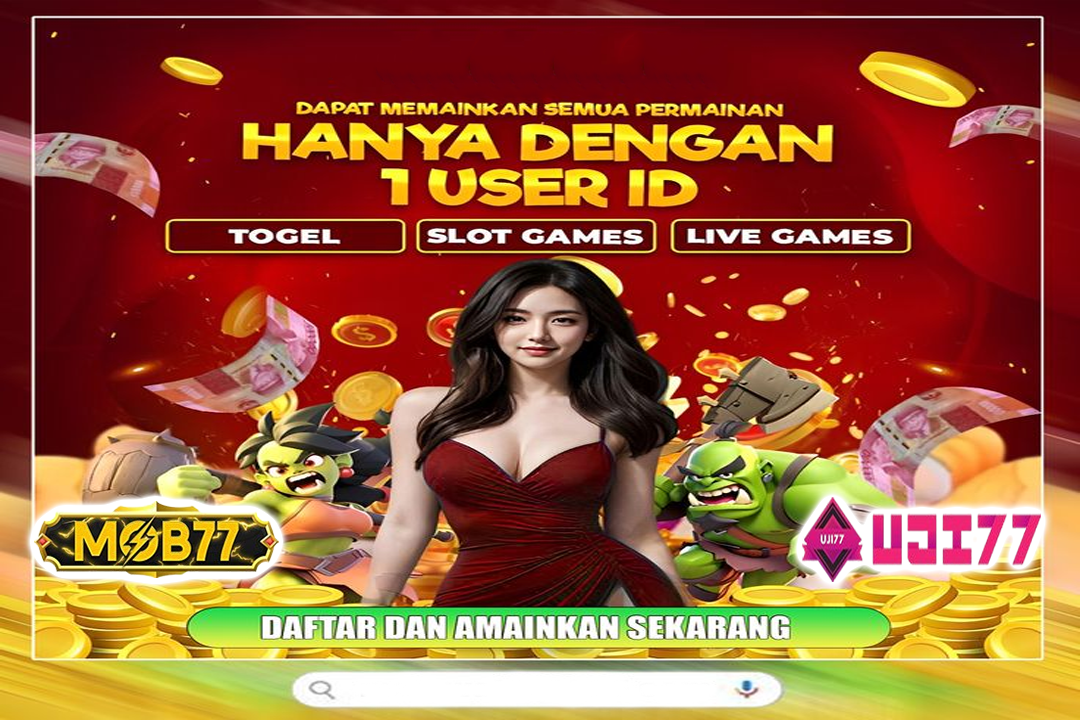 DAPAT MEMAINKAN SEMUA PERMAINAN
HANYA DENGAN
1 USER ID
TOGEL SLOT GAMES LIVE GAMES
MOB77
UJI77 UJI77
DAFTAR DAN AMAINKAN SEKARANG